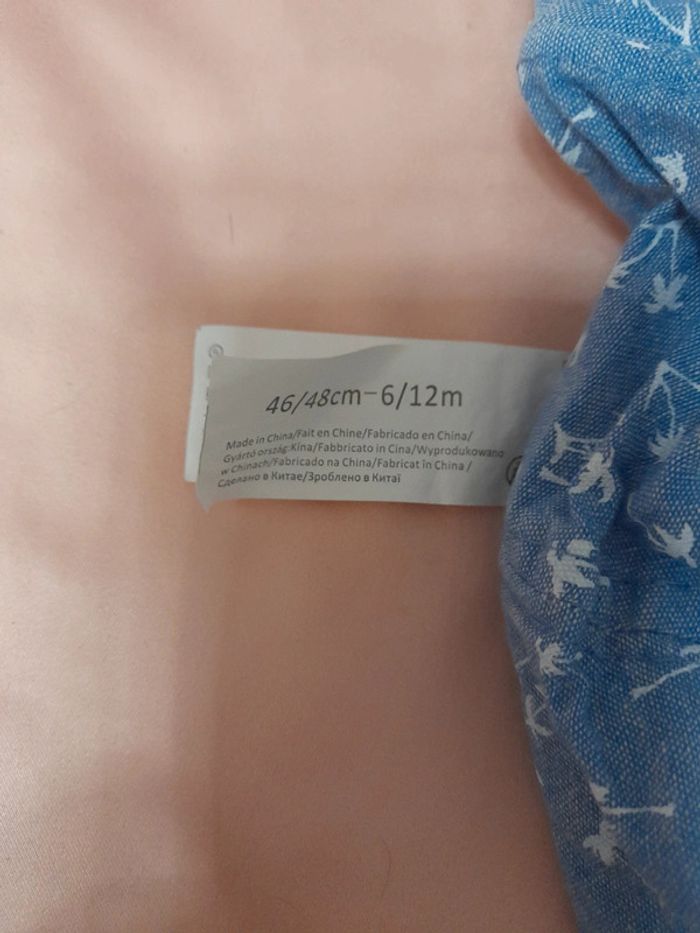 46/48cm-6/12m
Made in China/Fait en Chine/Fabricado en China/
Gyártó ország:Kína/Fabbricato in Cina/Wyprodukowano
w Chinach/Fabricado na China/Fabricat în China /
Сделано в Китае/Зроблено в Китаї